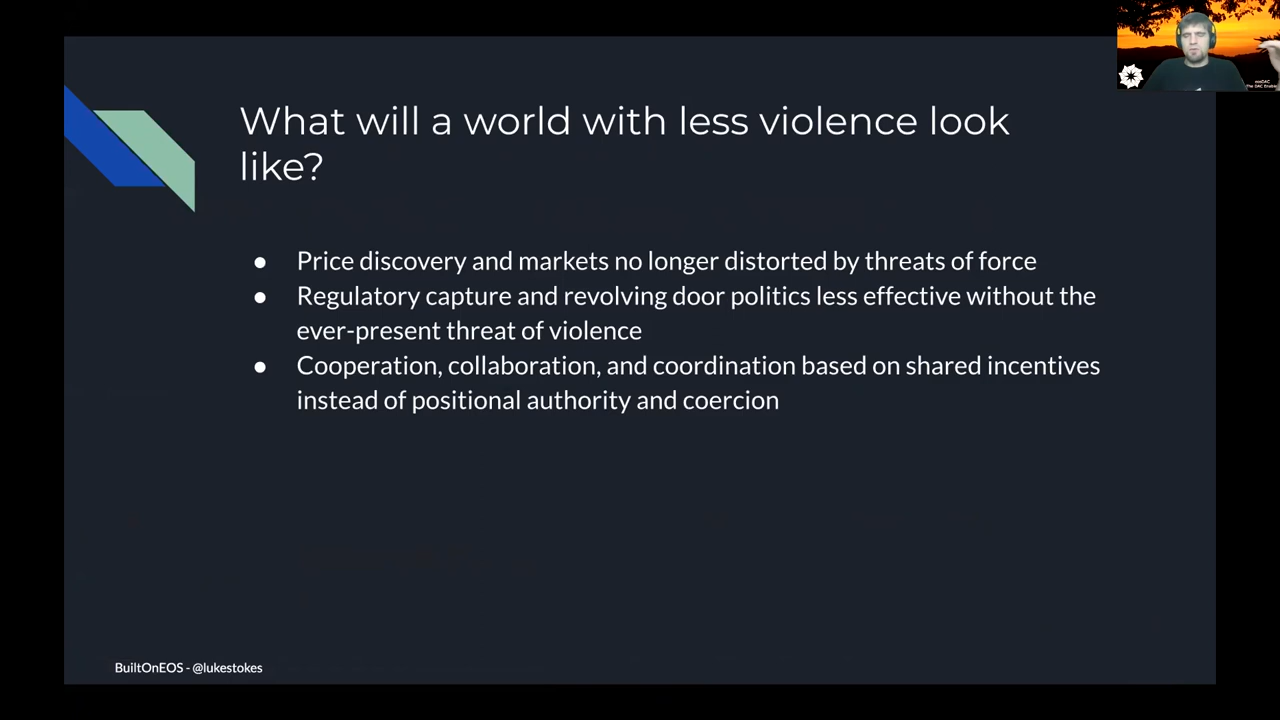 What will a world with less violence look
like?
● Price discovery and markets no longer distorted by threats of force
● Regulatory capture and revolving door politics less effective without the
ever-present threat of violence
● Cooperation, collaboration, and coordination based on shared incentives
instead of positional authority and coercion
BuiltOnEOS - @lukestokes